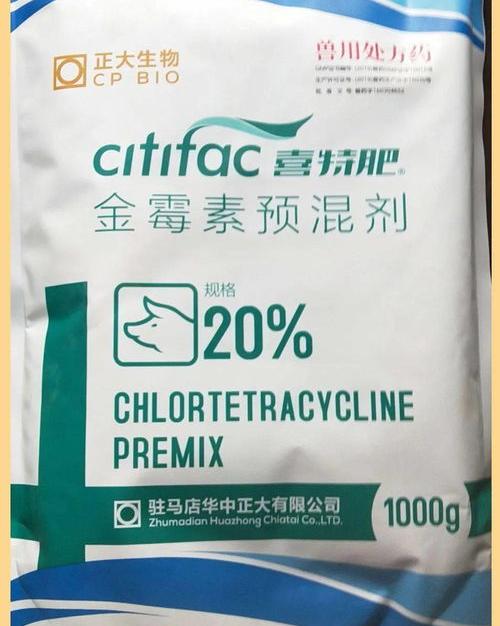 正大生物
CP BIO
兽用处方药
citifac 喜特肥®
金霉素预混剂
规格
20%
CHLORTETRACYCLINE
PREMIX
驻马店华中正大有限公司
Zhumadian Huazhong Chiatai Co.,LTD.
1000g